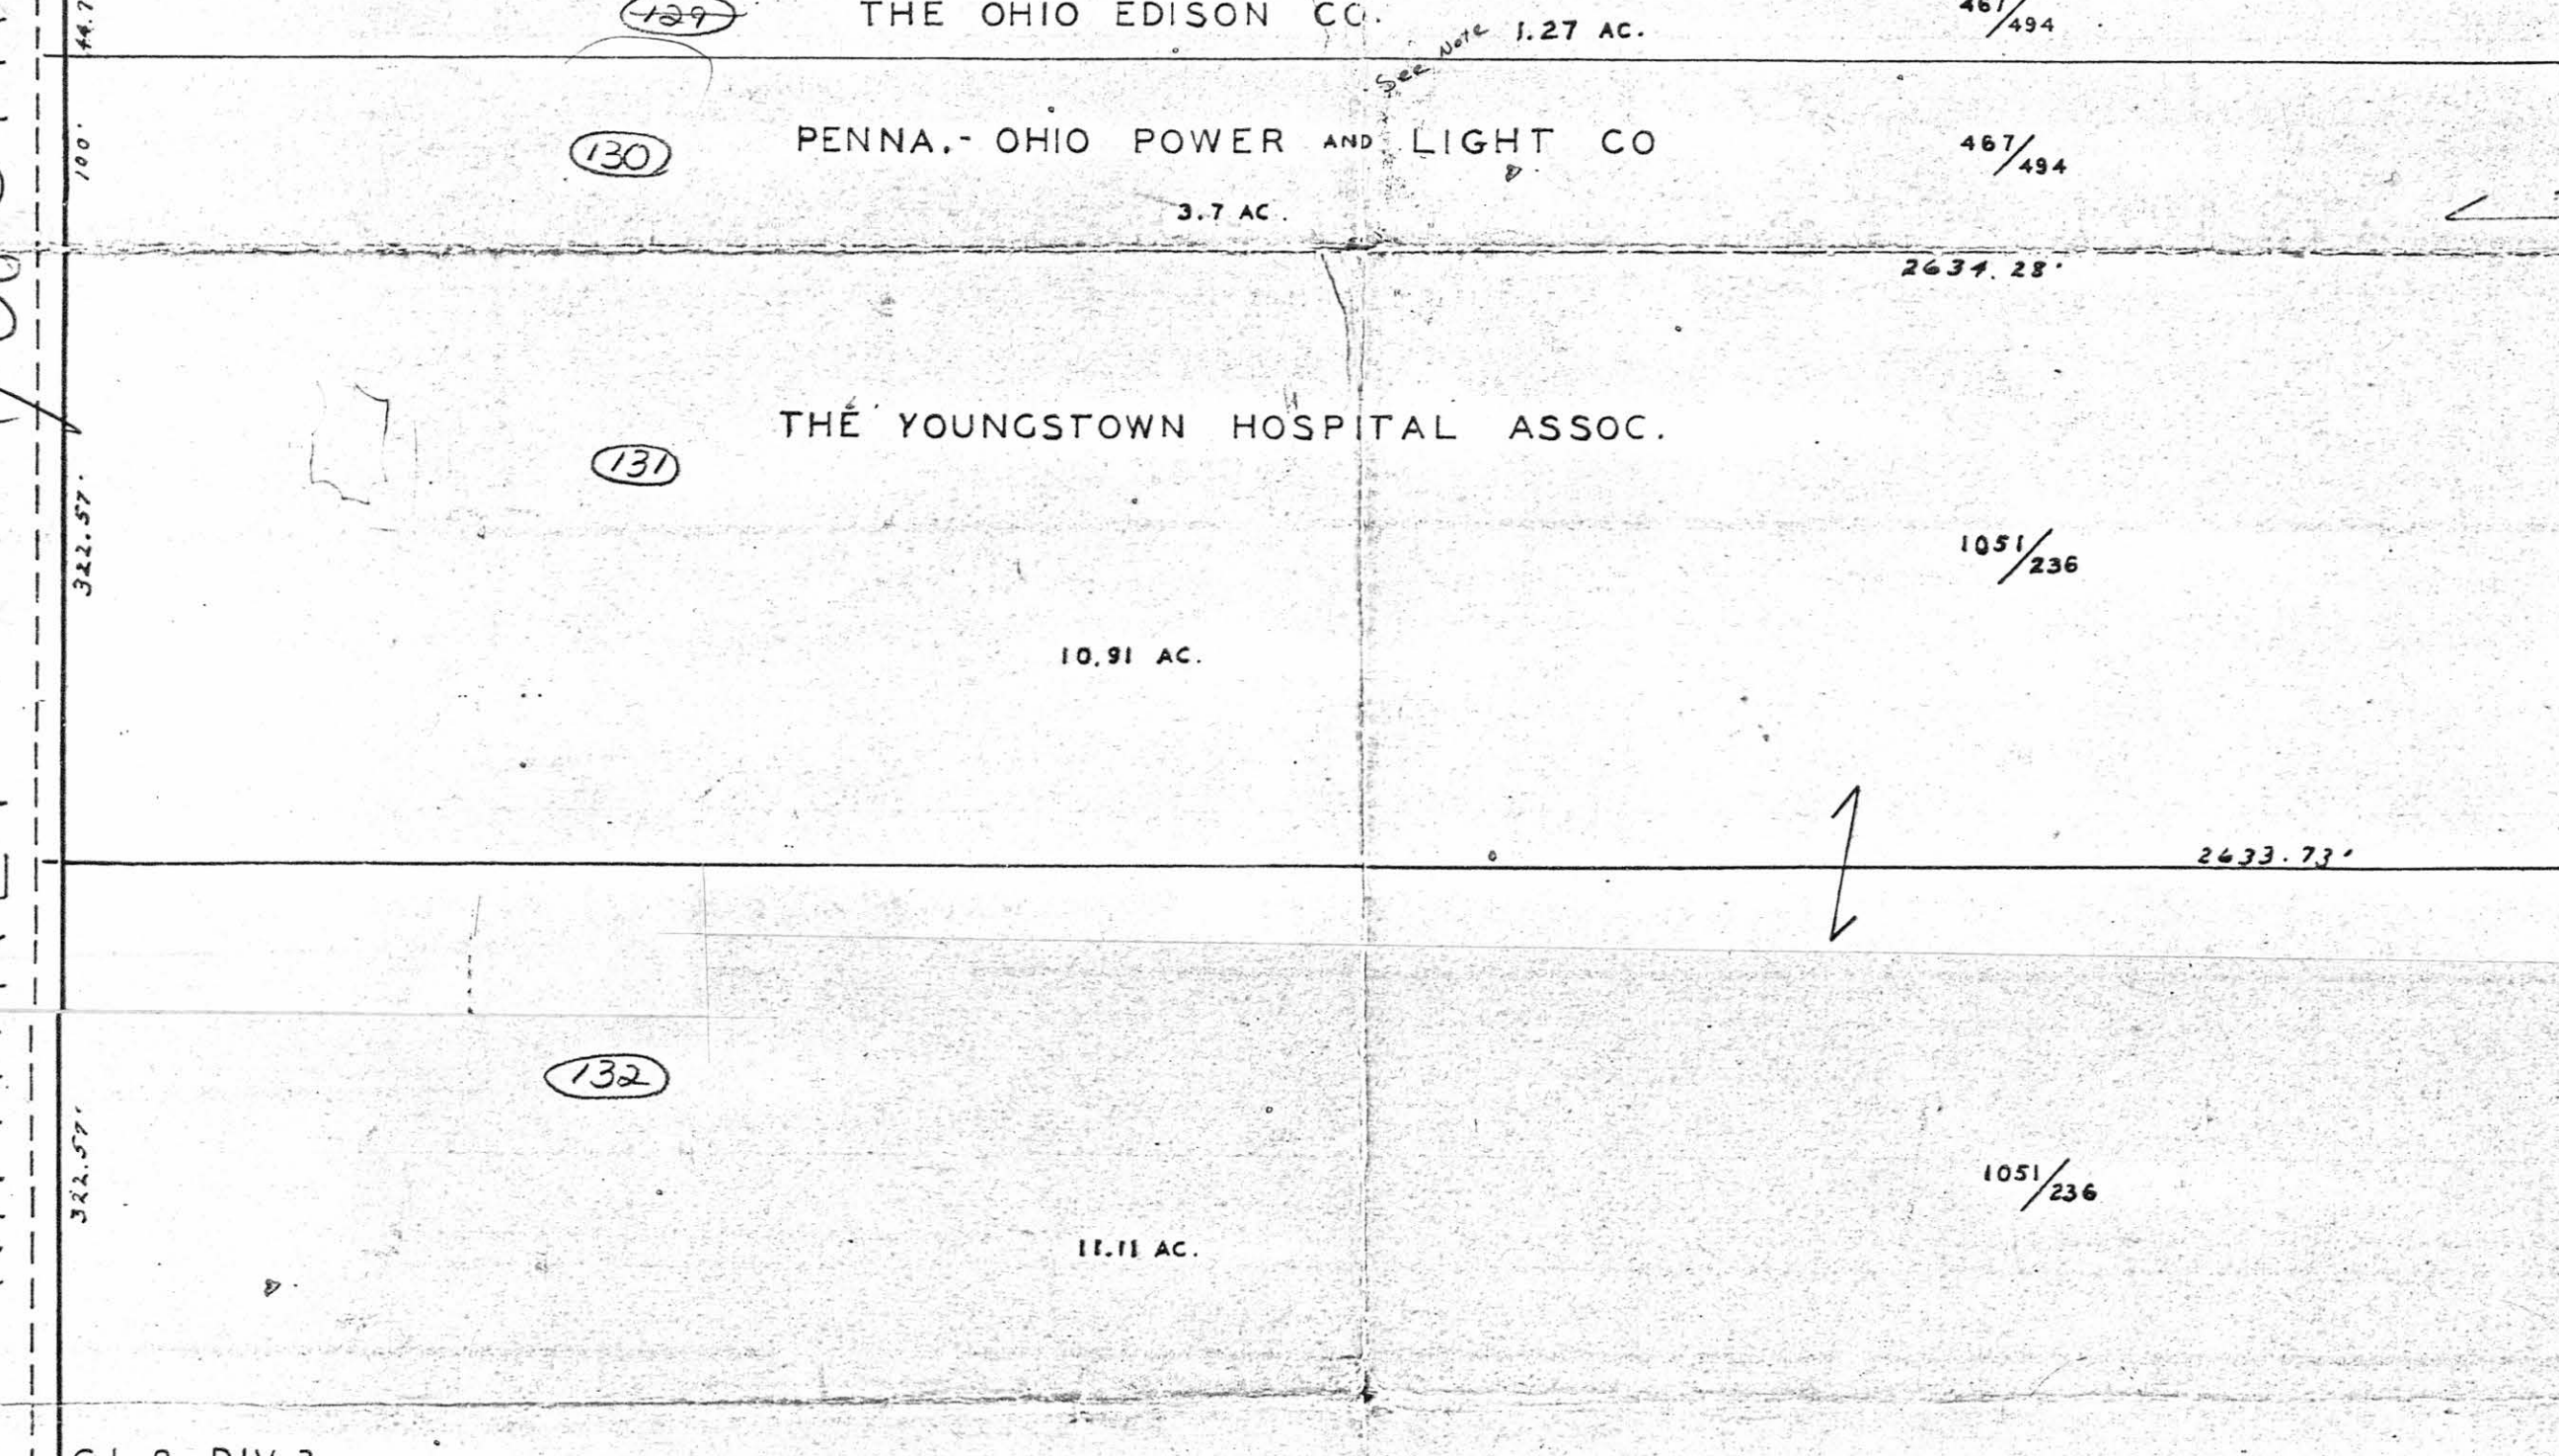 129 THE OHIO EDISON CO. 1.27 AC.
/494
See Note
100'
130 PENNA.- OHIO POWER AND LIGHT CO 467/494
3.7 AC.
2634.28'
THE YOUNGSTOWN HOSPITAL ASSOC.
131
322.57'
1051/236
10.91 AC.
2633.73'
132
322.57'
1051/236
11.11 AC.